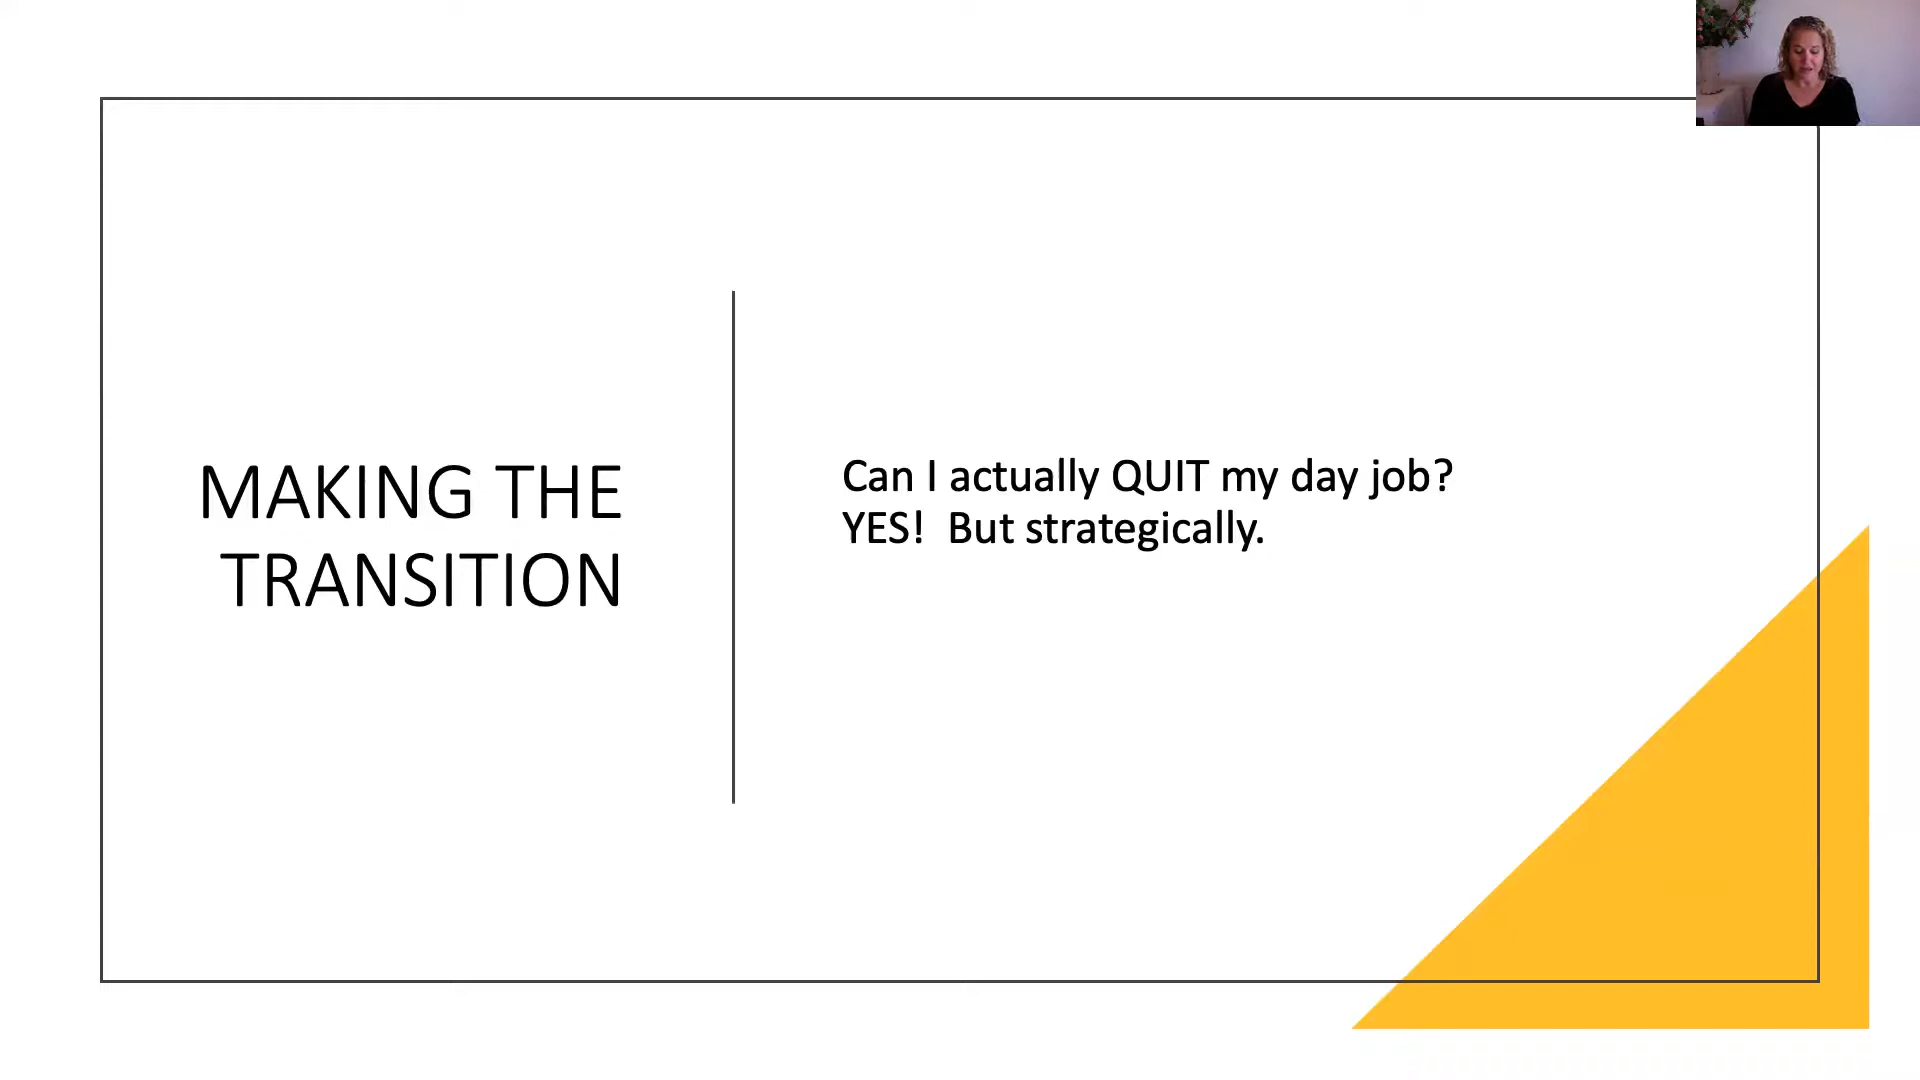 MAKING THE
TRANSITION
Can I actually QUIT my day job?
YES!  But strategically.